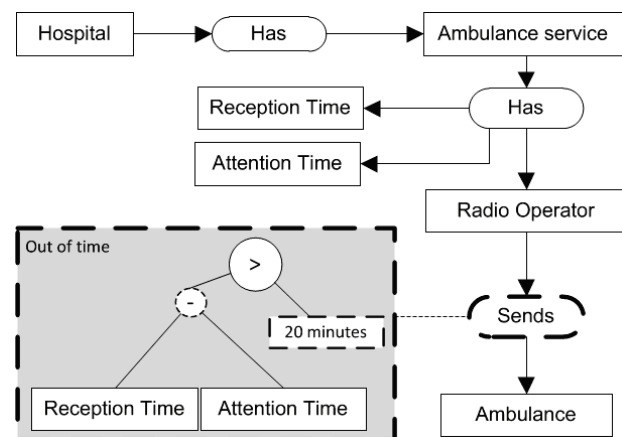 Hospital
Has
Ambulance service
Reception Time
Has
Attention Time
Radio Operator
Out of time
>
-
20 minutes
Sends
Reception Time
Attention Time
Ambulance